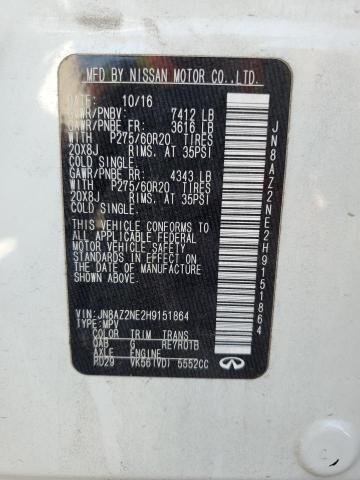 MFD BY NISSAN MOTOR CO.,LTD.
DATE: 10/16
GVWR/PNBV: 7412 LB
GAWR/PNBE FR: 3616 LB
WITH P275/60R20 TIRES
20X8J RIMS, AT 35PSI
COLD SINGLE.
GAWR/PNBE RR: 4343 LB
WITH P275/60R20 TIRES
20X8J RIMS, AT 35PSI
COLD SINGLE.
THIS VEHICLE CONFORMS TO
ALL APPLICABLE FEDERAL
MOTOR VEHICLE SAFETY
STANDARDS IN EFFECT ON THE
DATE OF MANUFACTURE
SHOWN ABOVE.
VIN:JN8AZ2NE2H9151864
TYPE:MPV
COLOR TRIM TRANS
QAB G RE7R01B
AXLE ENGINE
RD29 VK56(VD) 5552CC
INFINITI
JN8AZ2NE2H9151864